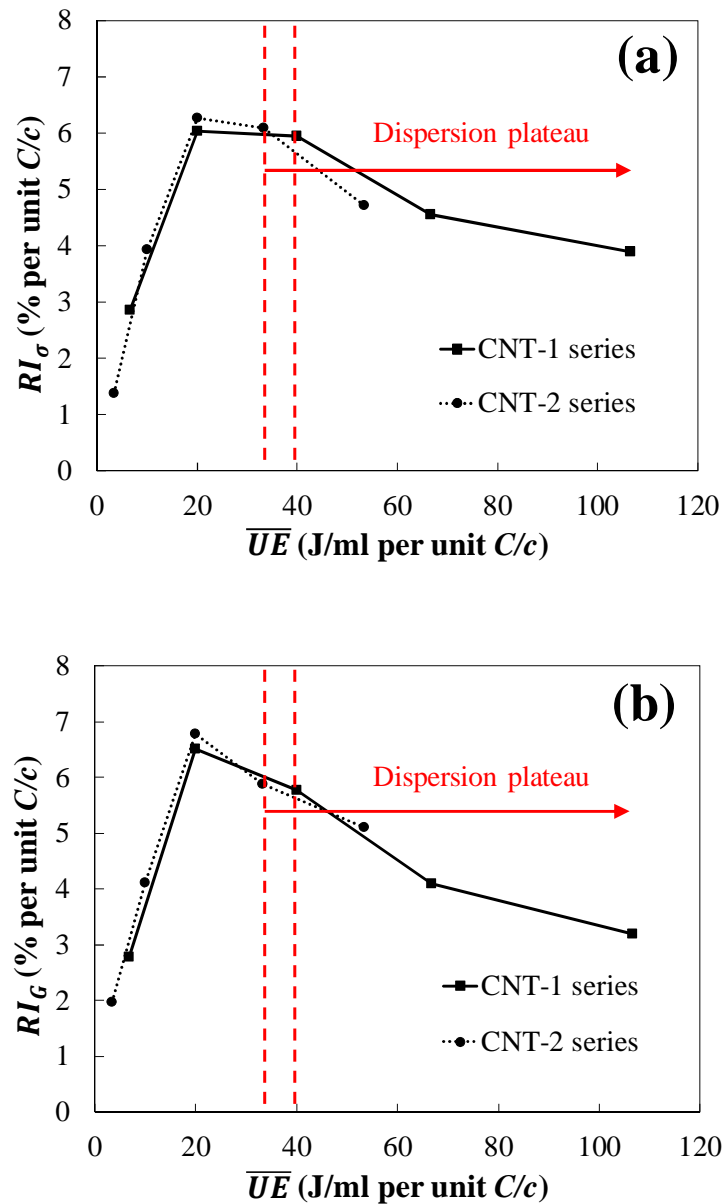 8
(a)
7
6
Dispersion plateau
5
4
3
CNT-1 series
2
CNT-2 series
1
0
0 20 40 60 80 100 120
RIσ (% per unit C/c)
UE (J/ml per unit C/c)
8
(b)
7
6
Dispersion plateau
5
4
3
CNT-1 series
2
CNT-2 series
1
0
0 20 40 60 80 100 120
RIG (% per unit C/c)
UE (J/ml per unit C/c)